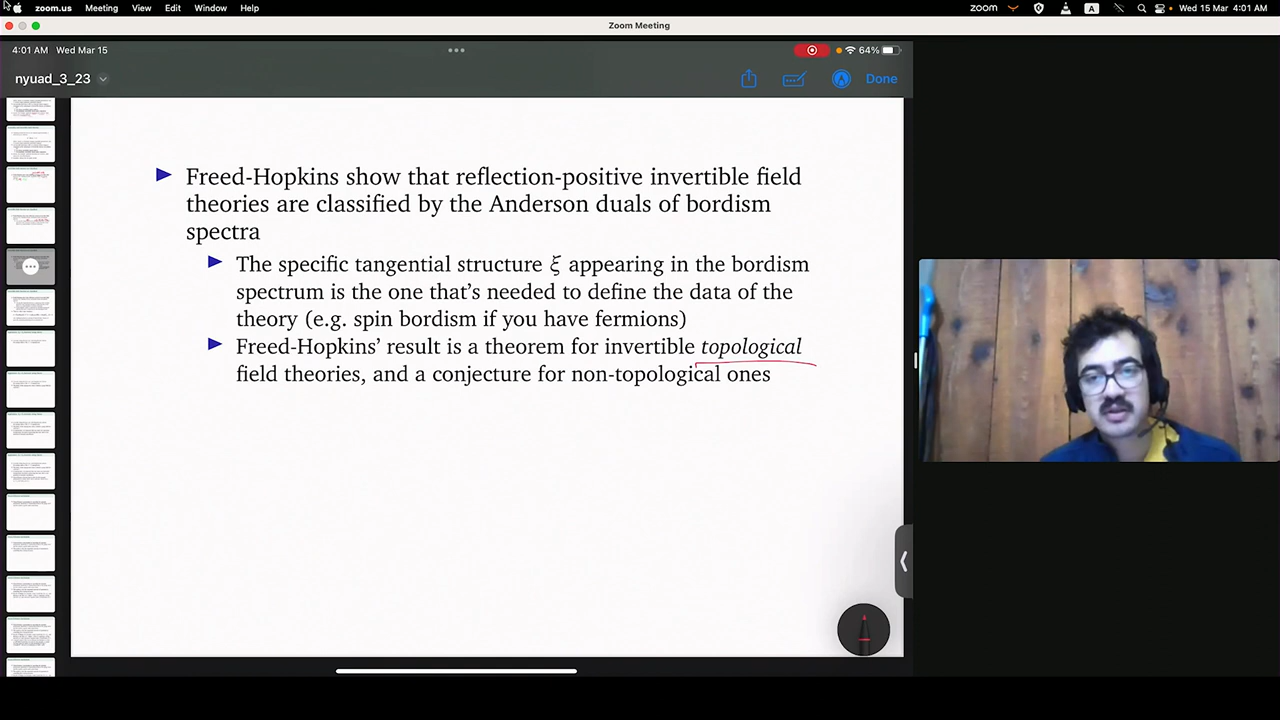 zoom.us Meeting View Edit Window Help zoom A Wed 15 Mar 4:01 AM
Zoom Meeting
4:01 AM Wed Mar 15 64%
nyuad_3_23 Done
Freed-Hopkins show that reflection-positive invertible field
theories are classified by the Anderson duals of bordism
spectra
The specific tangential structure ξ appearing in the bordism
spectrum is the one that's needed to define the data of the
theory (e.g. spin bordism if you have fermions)
Freed-Hopkins' result is a theorem for invertible topological
field theories, and a conjecture for non-topological ones